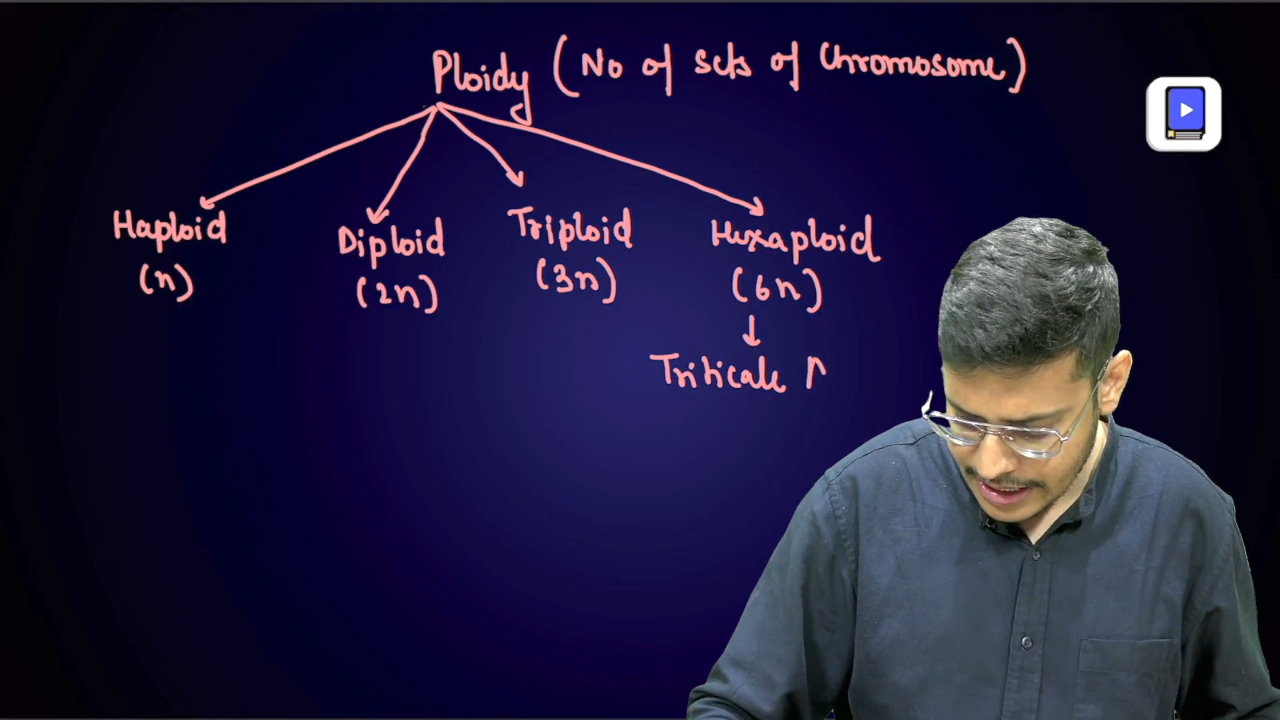 Ploidy (No of sets of Chromosome)
Haploid Diploid Triploid Hexaploid
(n) (2n) (3n) (6n)
Triticale